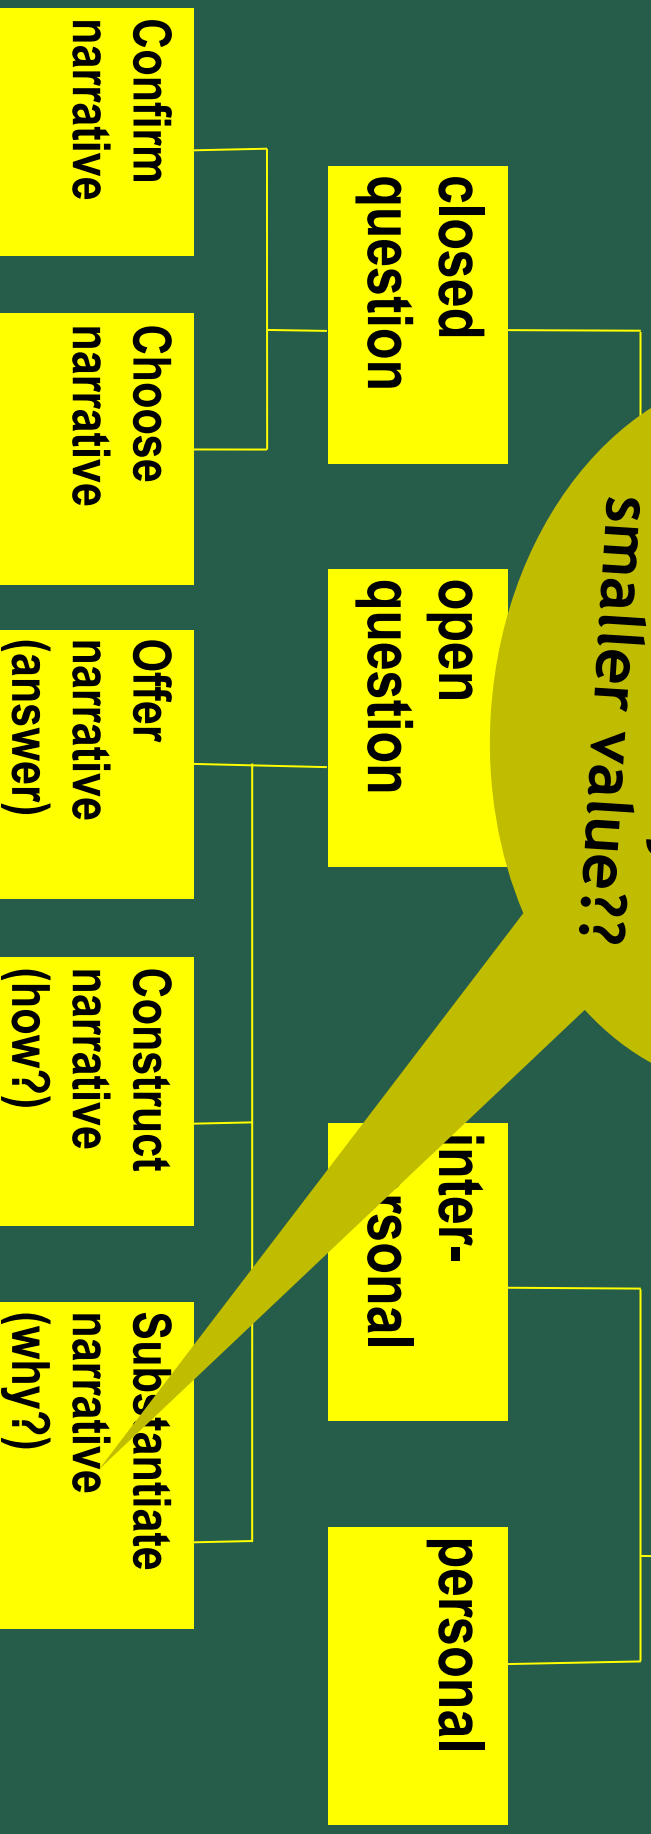 smaller value??
closed
question
open
question
inter-
rsonal
personal
Confirm
narrative
Choose
narrative
Offer
narrative
(answer)
Construct
narrative
(how?)
Substantiate
narrative
(why?)